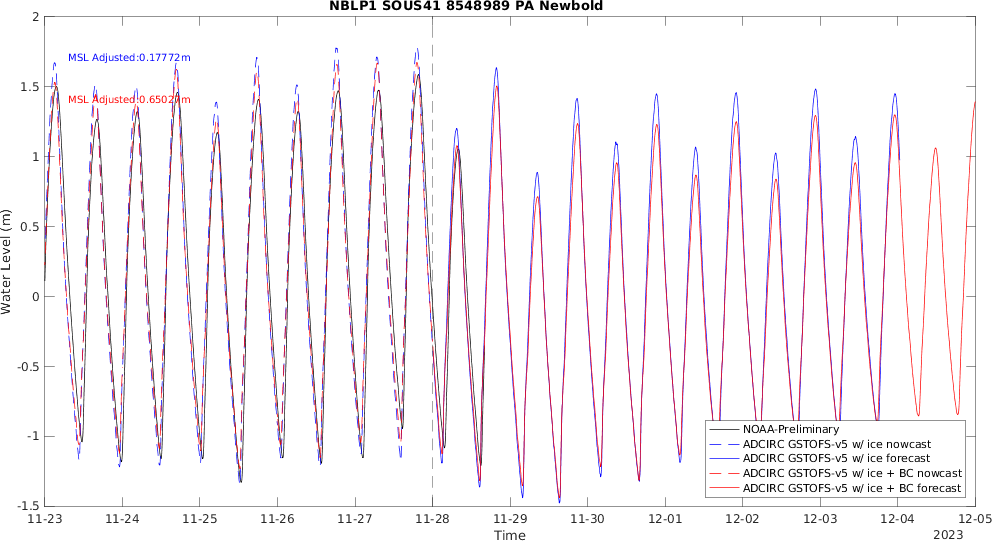 NBLP1 SOUS41 8548989 PA Newbold
2
1.5
1
0.5
0
-0.5
-1
-1.5
Water Level (m)
MSL Adjusted:0.17772m
MSL Adjusted:0.65027m
NOAA-Preliminary
ADCIRC GSTOFS-v5 w/ ice nowcast
ADCIRC GSTOFS-v5 w/ ice forecast
ADCIRC GSTOFS-v5 w/ ice + BC nowcast
ADCIRC GSTOFS-v5 w/ ice + BC forecast
11-23 11-24 11-25 11-26 11-27 11-28 11-29 11-30 12-01 12-02 12-03 12-04 12-05
Time
2023